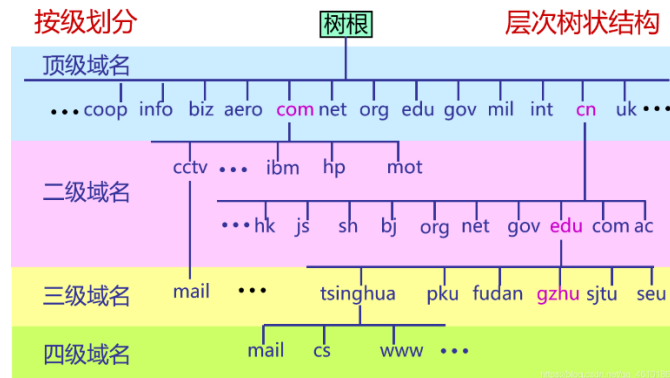 按级划分
树根
层次树状结构
顶级域名
•••coop info biz aero com net org edu gov mil int cn uk•••
二级域名
cctv ••• ibm hp mot
•••hk js sh bj org net gov edu com ac
三级域名
mail ••• tsinghua pku fudan gzhu sjtu seu
四级域名
mail cs www •••